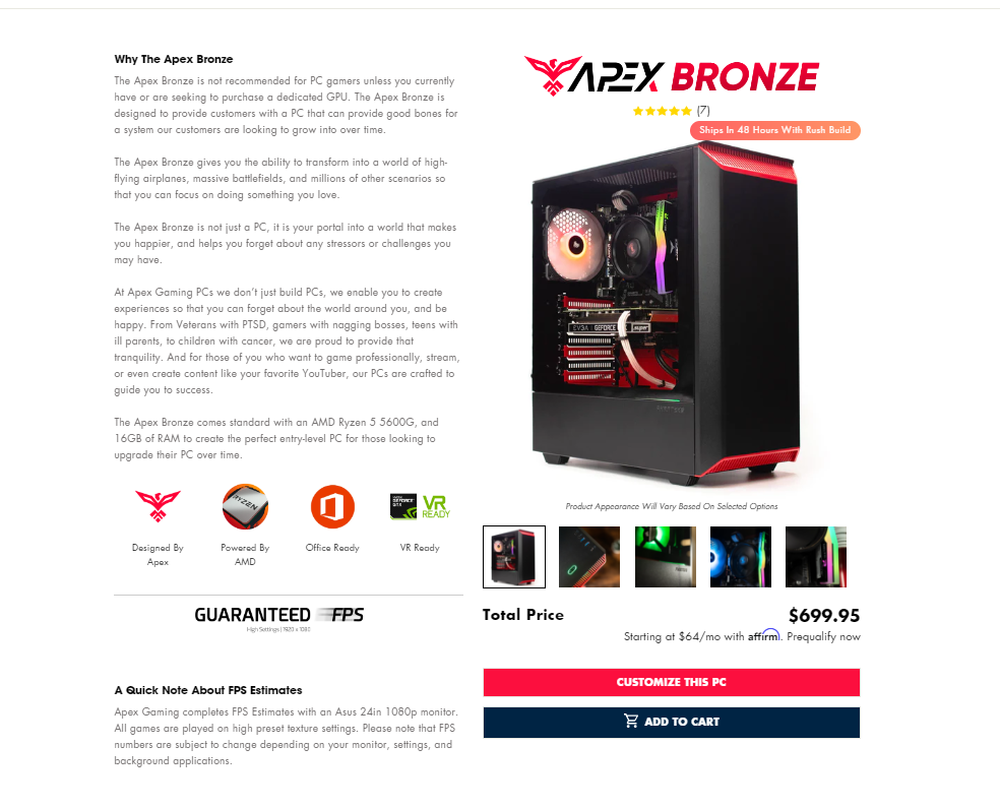 Why The Apex Bronze
The Apex Bronze is not recommended for PC gamers unless you currently
have or are seeking to purchase a dedicated GPU. The Apex Bronze is
designed to provide customers with a PC that can provide good bones for
a system our customers are looking to grow into over time.
The Apex Bronze gives you the ability to transform into a world of high-
flying airplanes, massive battlefields, and millions of other scenarios so
that you can focus on doing something you love.
The Apex Bronze is not just a PC, it is your portal into a world that makes
you happier, and helps you forget about any stressors or challenges you
may have.
At Apex Gaming PCs we don’t just build PCs, we enable you to create
experiences so that you can forget about the world around you, and be
happy. From Veterans with PTSD, gamers with nagging bosses, teens with
ill parents, to children with cancer, we are proud to provide that
tranquility. And for those of you who want to game professionally, stream,
or even create content like your favorite YouTuber, our PCs are crafted to
guide you to success.
The Apex Bronze comes standard with an AMD Ryzen 5 5600G, and
16GB of RAM to create the perfect entry-level PC for those looking to
upgrade their PC over time.
RYZEN
GEFORCE
GTX
VR
READY
Designed By
Apex
Powered By
AMD
Office Ready
VR Ready
GUARANTEED FPS
High Settings | 1920 x 1080
A Quick Note About FPS Estimates
Apex Gaming completes FPS Estimates with an Asus 24in 1080p monitor.
All games are played on high preset texture settings. Please note that FPS
numbers are subject to change depending on your monitor, settings, and
background applications.
APEX BRONZE
(7)
Ships In 48 Hours With Rush Build
EVGA GEFORCE SUPER
Product Appearance Will Vary Based On Selected Options
Total Price $699.95
Starting at $64/mo with affirm. Prequalify now
CUSTOMIZE THIS PC
ADD TO CART